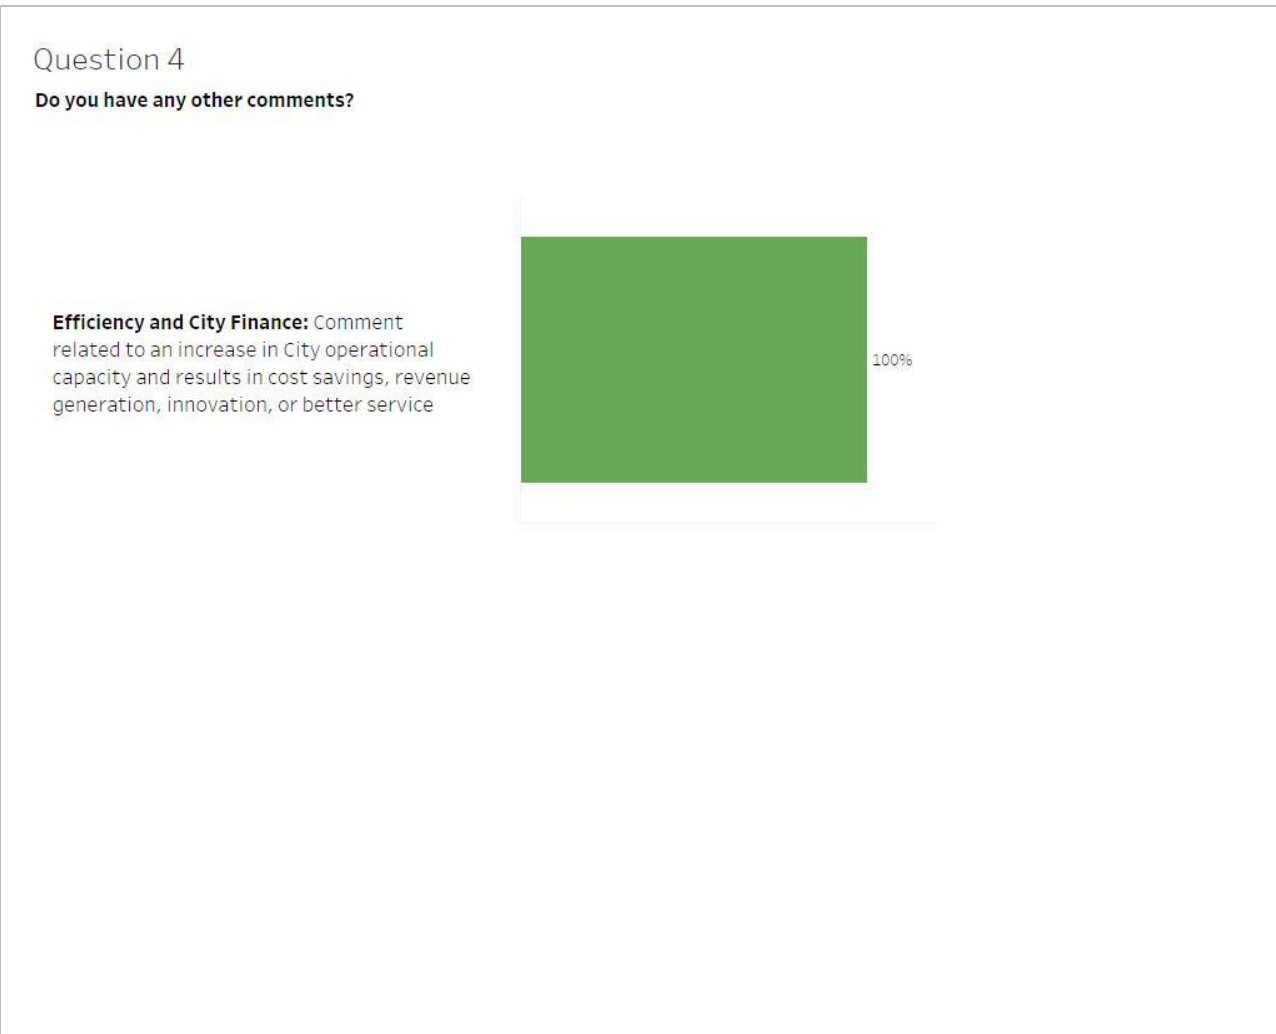 Question 4
Do you have any other comments?
Efficiency and City Finance: Comment
related to an increase in City operational
capacity and results in cost savings, revenue
generation, innovation, or better service
100%